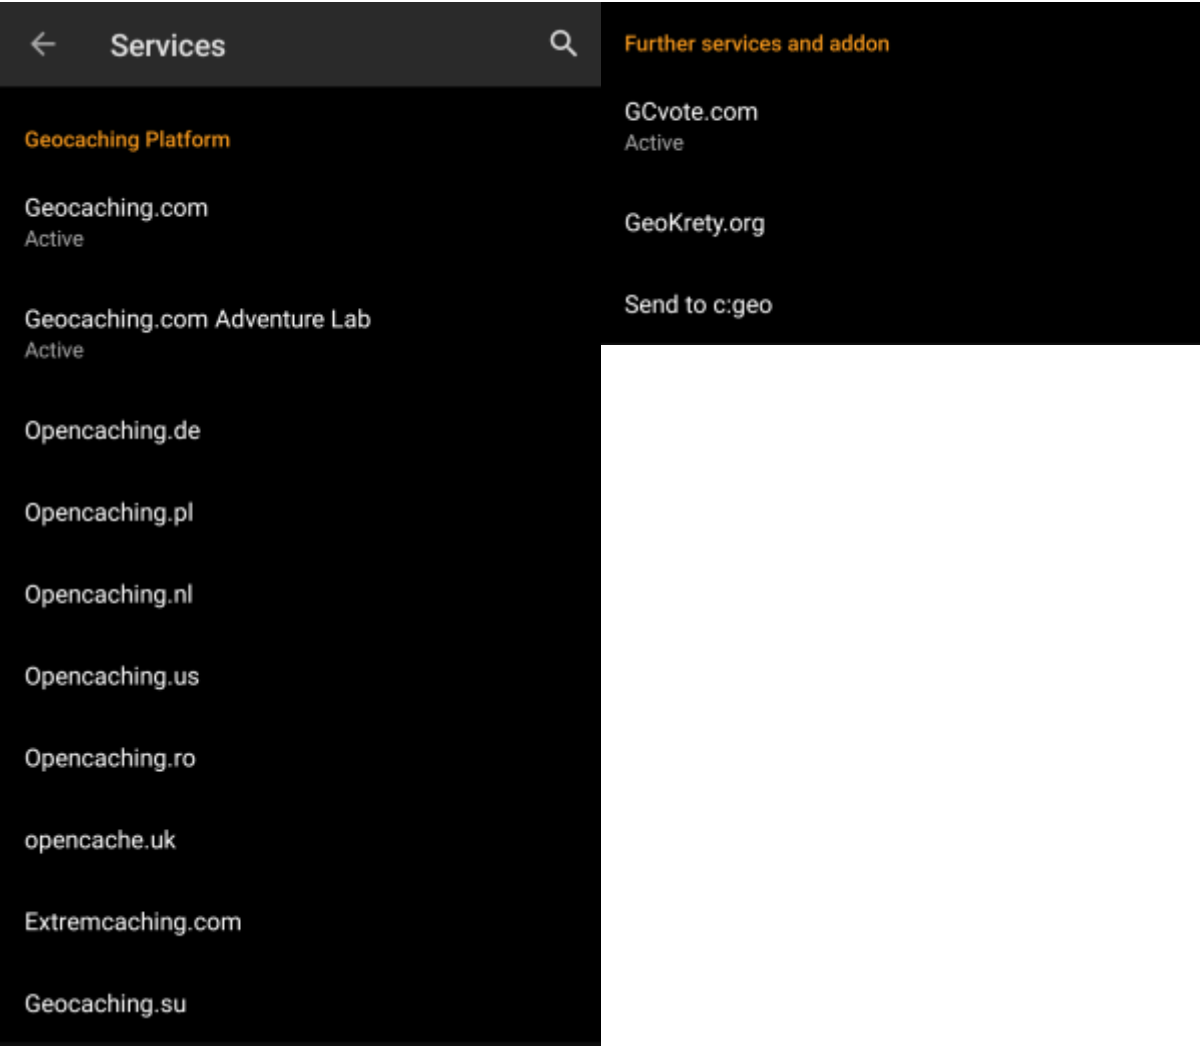 Services
Geocaching Platform
Geocaching.com
Active
Geocaching.com Adventure Lab
Active
Opencaching.de
Opencaching.pl
Opencaching.nl
Opencaching.us
Opencaching.ro
opencache.uk
Extremcaching.com
Geocaching.su
Further services and addon
GCvote.com
Active
GeoKrety.org
Send to c:geo